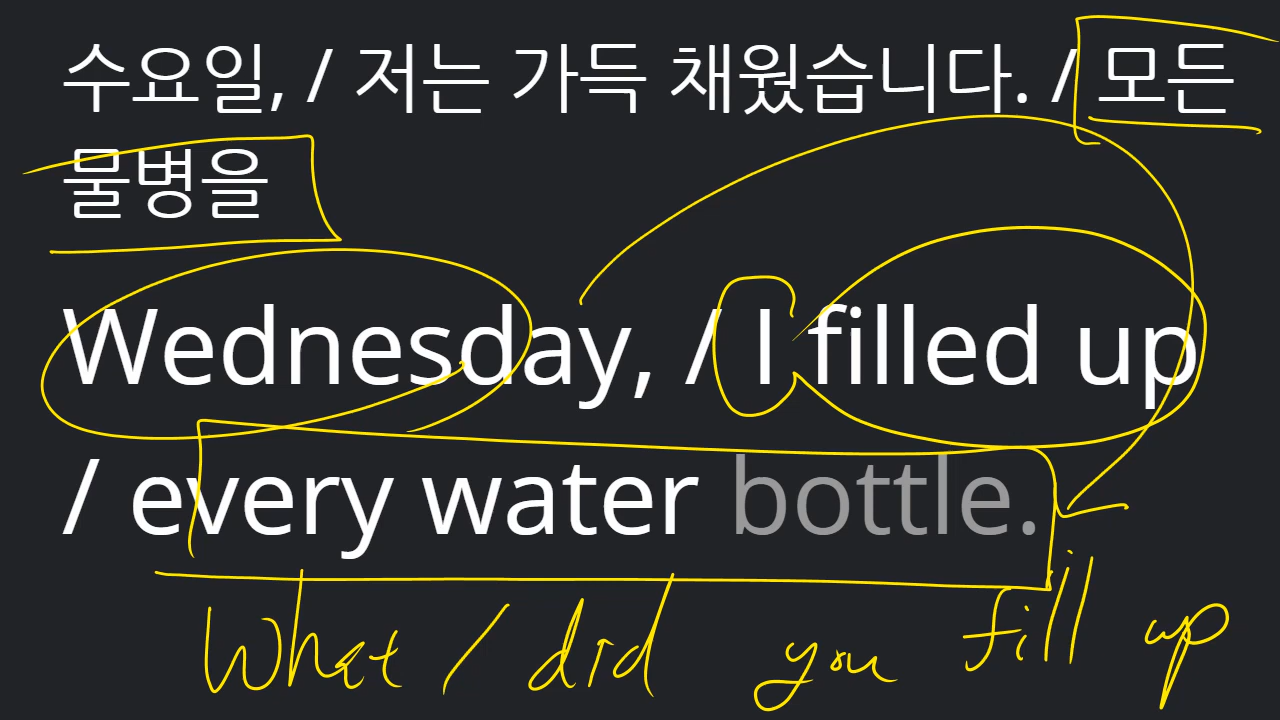 수요일, / 저는 가득 채웠습니다. / 모든
물병을
Wednesday, / I filled up
/ every water bottle.
What / did you fill up